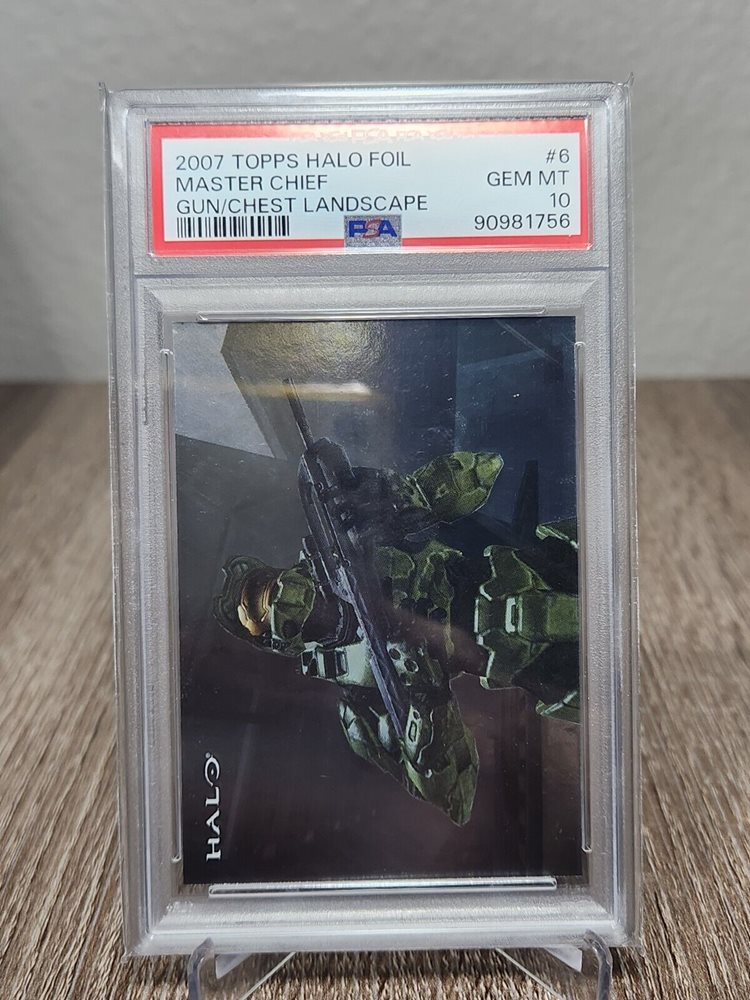 2007 TOPPS HALO FOIL #6
MASTER CHIEF GEM MT
GUN/CHEST LANDSCAPE 10
PSA 90981756
HALO®